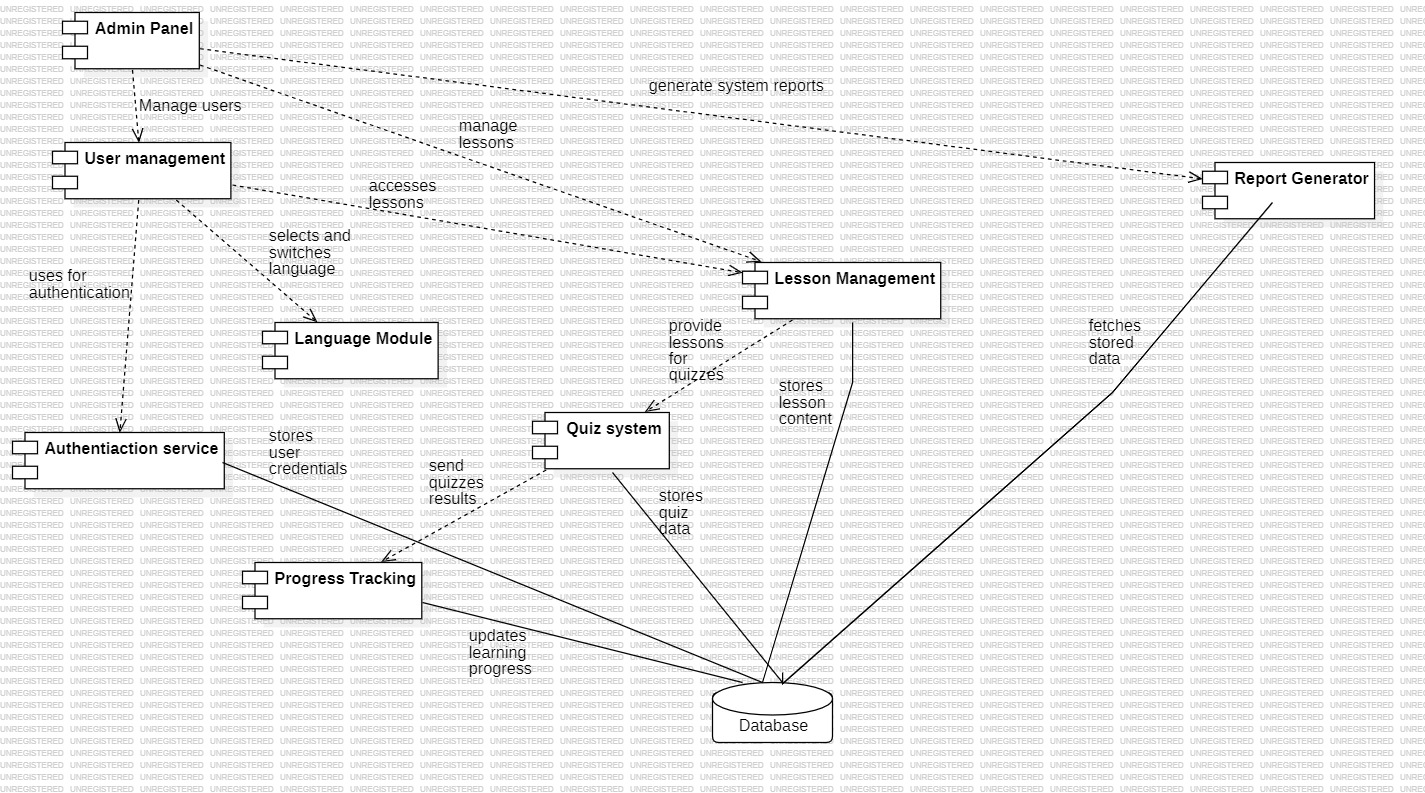 Admin Panel
generate system reports
Manage users
manage
lessons
User management
Report Generator
accesses
lessons
selects and
switches
language
uses for
authentication
Lesson Management
Language Module
provide
lessons
for
quizzes
fetches
stored
data
stores
lesson
content
Quiz system
Authentiaction service
stores
user
credentials
send
quizzes
results
stores
quiz
data
Progress Tracking
updates
learning
progress
Database
UNREGISTERED